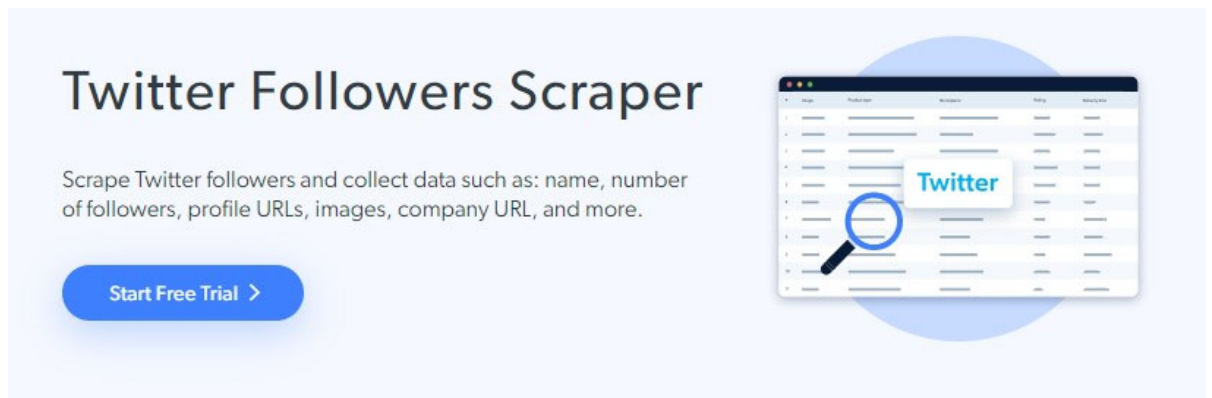 Twitter Followers Scraper
Scrape Twitter followers and collect data such as: name, number
of followers, profile URLs, images, company URL, and more.
Start Free Trial >
Twitter